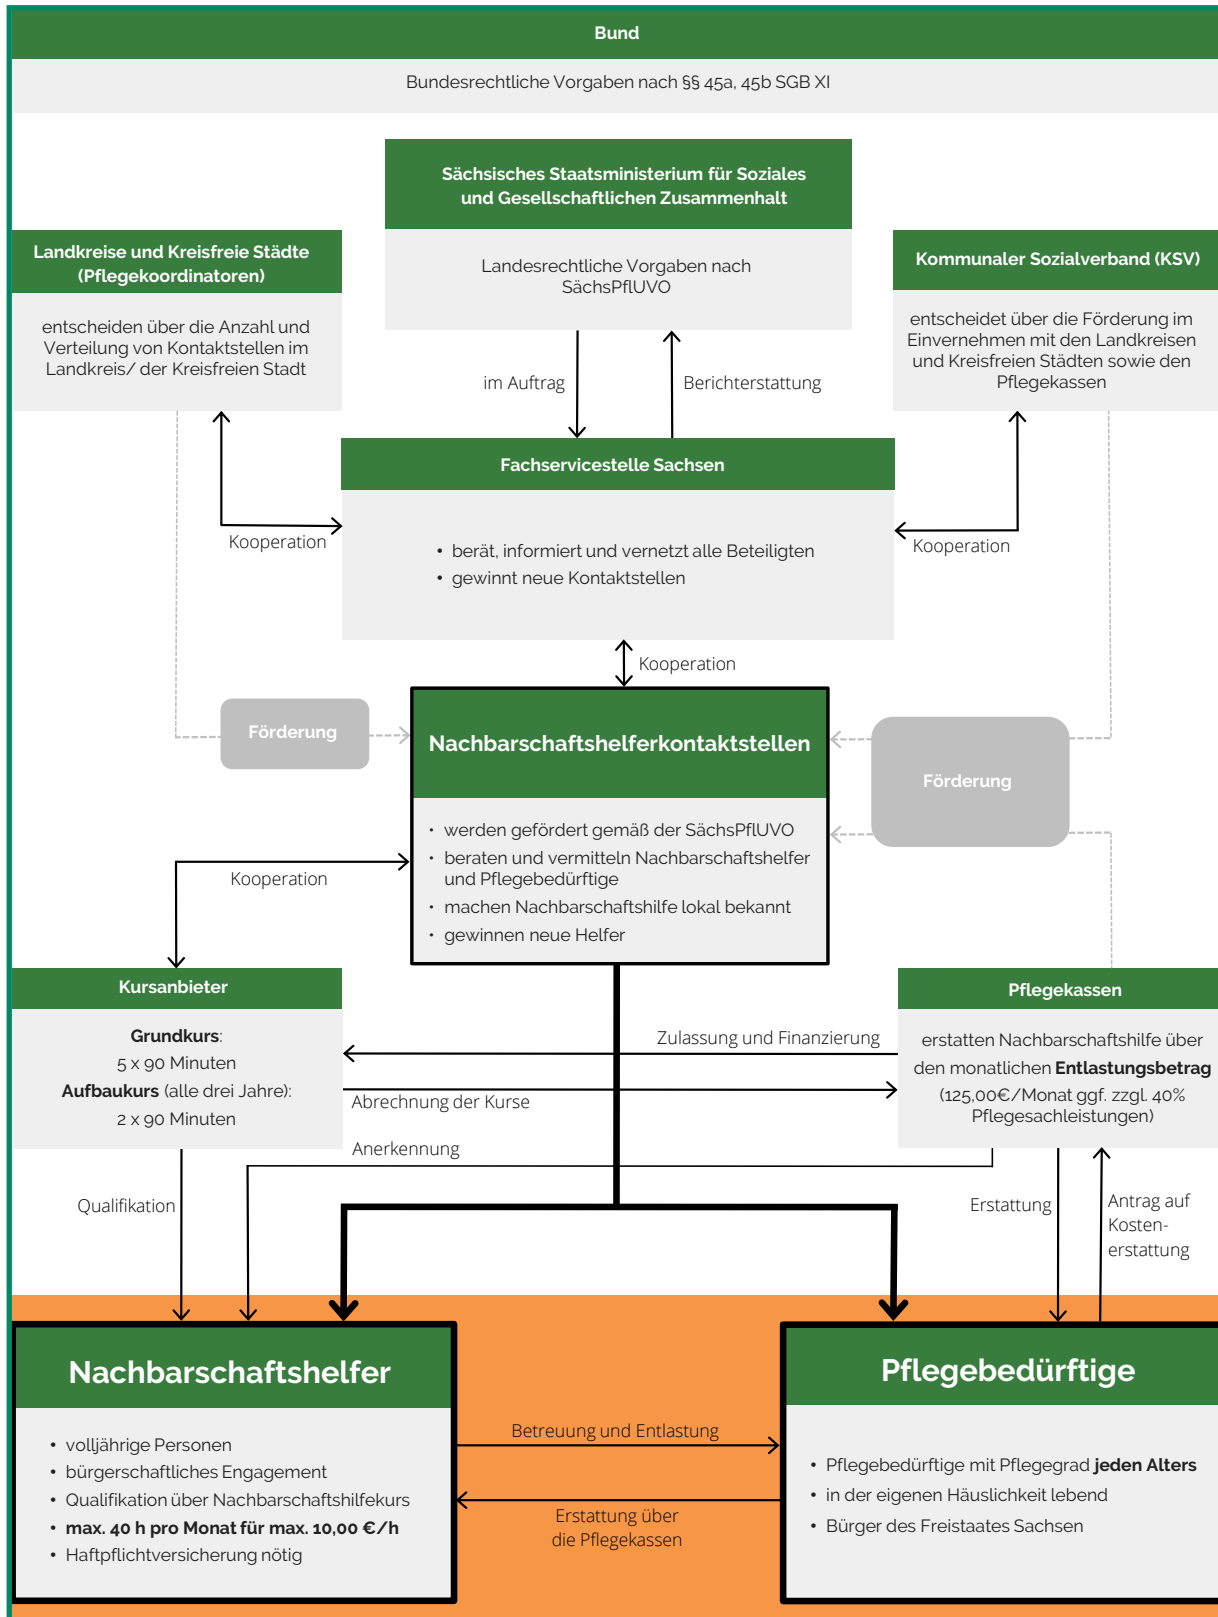 Bund
Bundesrechtliche Vorgaben nach §§ 45a, 45b SGB XI
Sächsisches Staatsministerium für Soziales
und Gesellschaftlichen Zusammenhalt
Landesrechtliche Vorgaben nach
SächsPflUVO
Landkreise und Kreisfreie Städte
(Pflegekoordinatoren)
entscheiden über die Anzahl und
Verteilung von Kontaktstellen im
Landkreis/ der Kreisfreien Stadt
Kommunaler Sozialverband (KSV)
entscheidet über die Förderung im
Einvernehmen mit den Landkreisen
und Kreisfreien Städten sowie den
Pflegekassen
im Auftrag
Berichterstattung
Fachservicestelle Sachsen
• berät, informiert und vernetzt alle Beteiligten
• gewinnt neue Kontaktstellen
Kooperation
Kooperation
Kooperation
Förderung
Nachbarschaftshelferkontaktstellen
• werden gefördert gemäß der SächsPflUVO
• beraten und vermitteln Nachbarschaftshelfer
und Pflegebedürftige
• machen Nachbarschaftshilfe lokal bekannt
• gewinnen neue Helfer
Förderung
Kooperation
Kursanbieter
Grundkurs:
5 x 90 Minuten
Aufbaukurs (alle drei Jahre):
2 x 90 Minuten
Pflegekassen
erstatten Nachbarschaftshilfe über
den monatlichen Entlastungsbetrag
(125,00€/Monat ggf. zzgl. 40%
Pflegesachleistungen)
Zulassung und Finanzierung
Abrechnung der Kurse
Anerkennung
Qualifikation
Erstattung
Antrag auf
Kosten-
erstattung
Nachbarschaftshelfer
• volljährige Personen
• bürgerschaftliches Engagement
• Qualifikation über Nachbarschaftshilfekurs
• max. 40 h pro Monat für max. 10,00 €/h
• Haftpflichtversicherung nötig
Betreuung und Entlastung
Erstattung über
die Pflegekassen
Pflegebedürftige
• Pflegebedürftige mit Pflegegrad jeden Alters
• in der eigenen Häuslichkeit lebend
• Bürger des Freistaates Sachsen